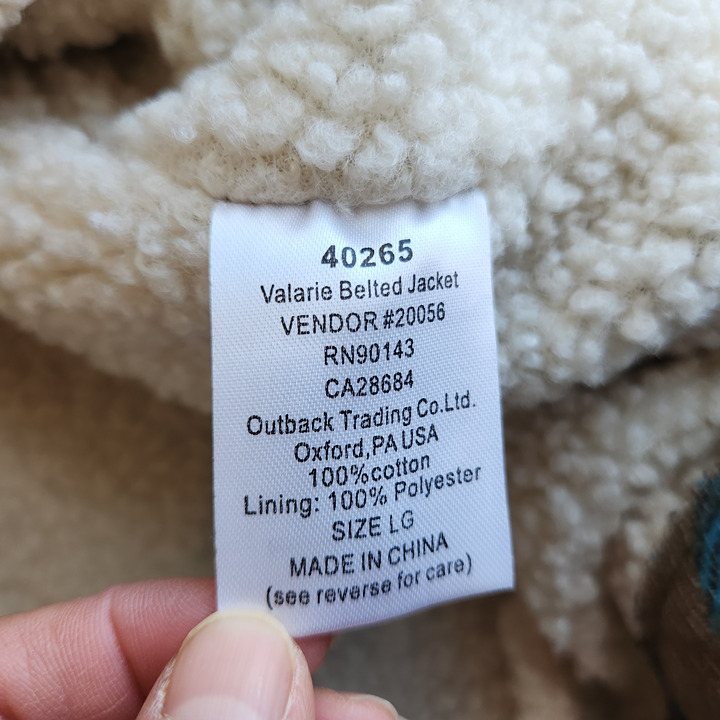 40265
Valarie Belted Jacket
VENDOR #20056
RN90143
CA28684
Outback Trading Co.Ltd.
Oxford,PA USA
100%cotton
Lining: 100% Polyester
SIZE LG
MADE IN CHINA
(see reverse for care)